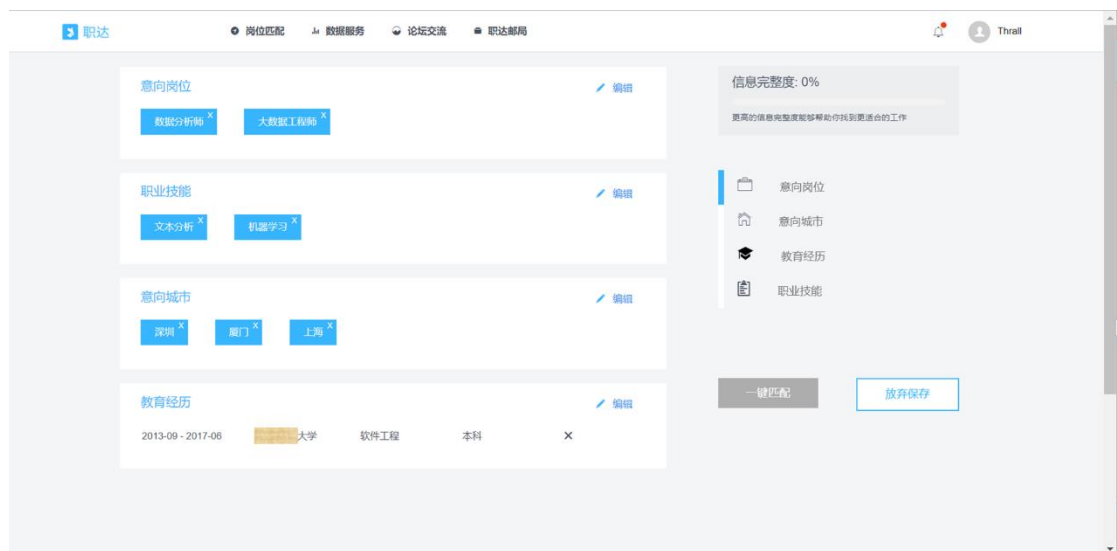 职达 岗位匹配 数据服务 论坛交流 职达邮局 Thrall
意向岗位 编辑
数据分析师 X 大数据工程师 X
职业技能 编辑
文本分析 X 机器学习 X
意向城市 编辑
深圳 X 厦门 X 上海 X
教育经历 编辑
2013-09 - 2017-06 大学 软件工程 本科 ×
信息完整度: 0%
更高的信息完整度能够帮助你找到更适合的工作
意向岗位
意向城市
教育经历
职业技能
一键匹配 放弃保存